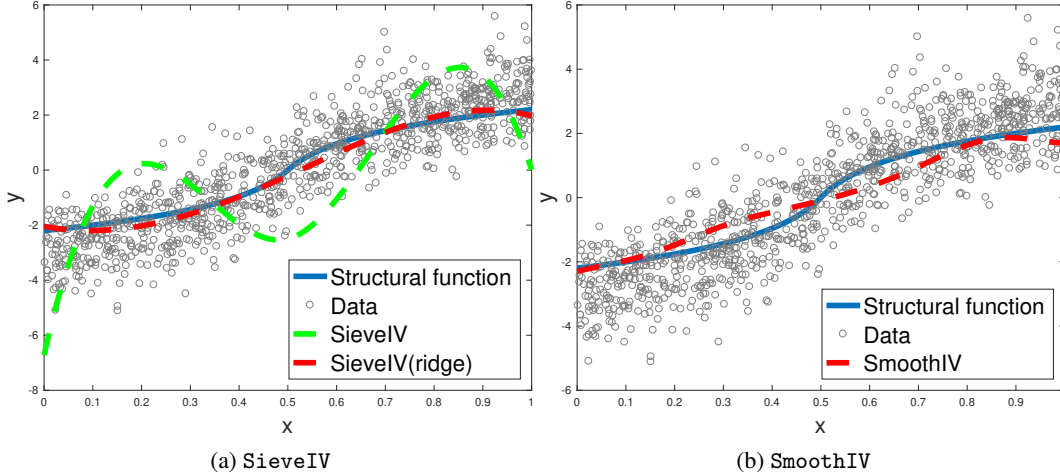 6
4
2
0
-2
-4
-6
-8
y
0 0.1 0.2 0.3 0.4 0.5 0.6 0.7 0.8 0.9 1
x
Structural function
Data
SieveIV
SieveIV(ridge)
(a) SieveIV
6
4
2
0
-2
-4
-6
y
0 0.1 0.2 0.3 0.4 0.5 0.6 0.7 0.8 0.9
x
Structural function
Data
SmoothIV
(b) SmoothIV